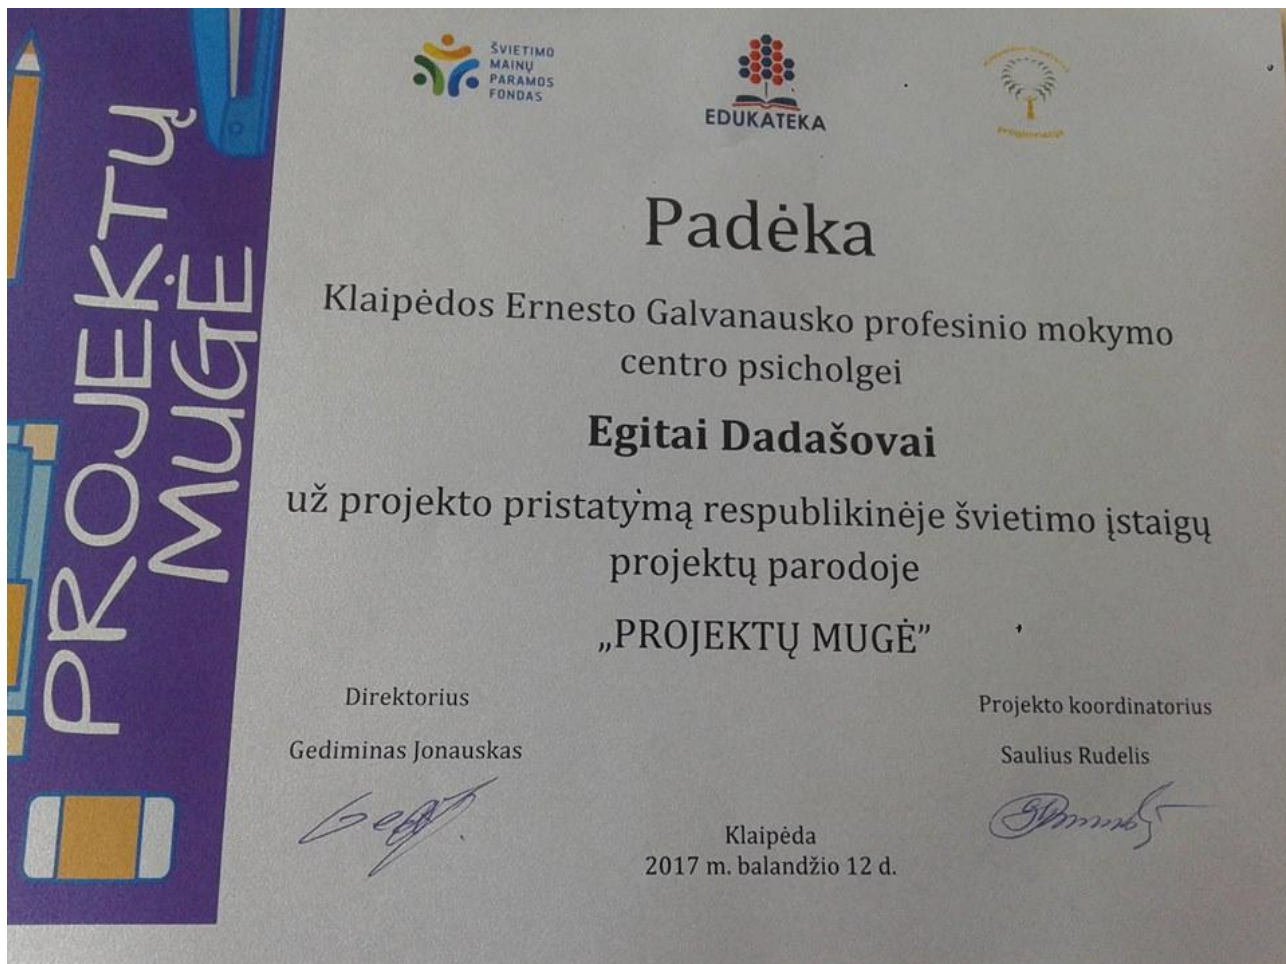 PROJEKTŲ
MUGĖ
ŠVIETIMO
MAINŲ
PARAMOS
FONDAS
EDUKATEKA
progimnazija
Padėka
Klaipėdos Ernesto Galvanausko profesinio mokymo
centro psicholgei
Egitai Dadašovai
už projekto pristatymą respublikinėje švietimo įstaigų
projektų parodoje
„PROJEKTŲ MUGĖ”
Direktorius
Gediminas Jonauskas
Projekto koordinatorius
Saulius Rudelis
Klaipėda
2017 m. balandžio 12 d.